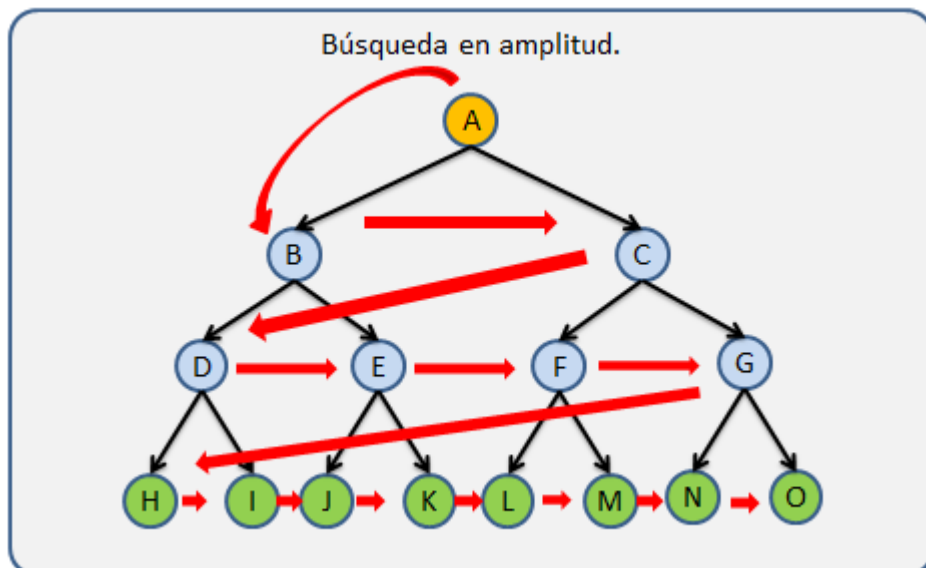 Búsqueda en amplitud.
A
B C
D E F G
H I J K L M N O